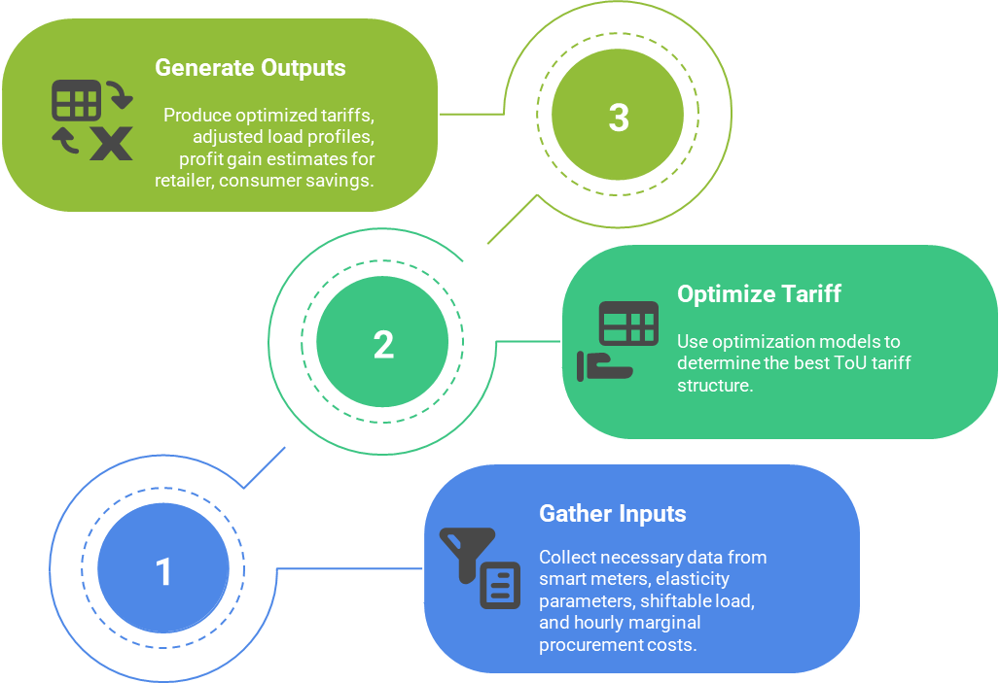 Generate Outputs
Produce optimized tariffs,
adjusted load profiles,
profit gain estimates for
retailer, consumer savings.
3
2
Optimize Tariff
Use optimization models to
determine the best ToU tariff
structure.
1
Gather Inputs
Collect necessary data from
smart meters, elasticity
parameters, shiftable load,
and hourly marginal
procurement costs.